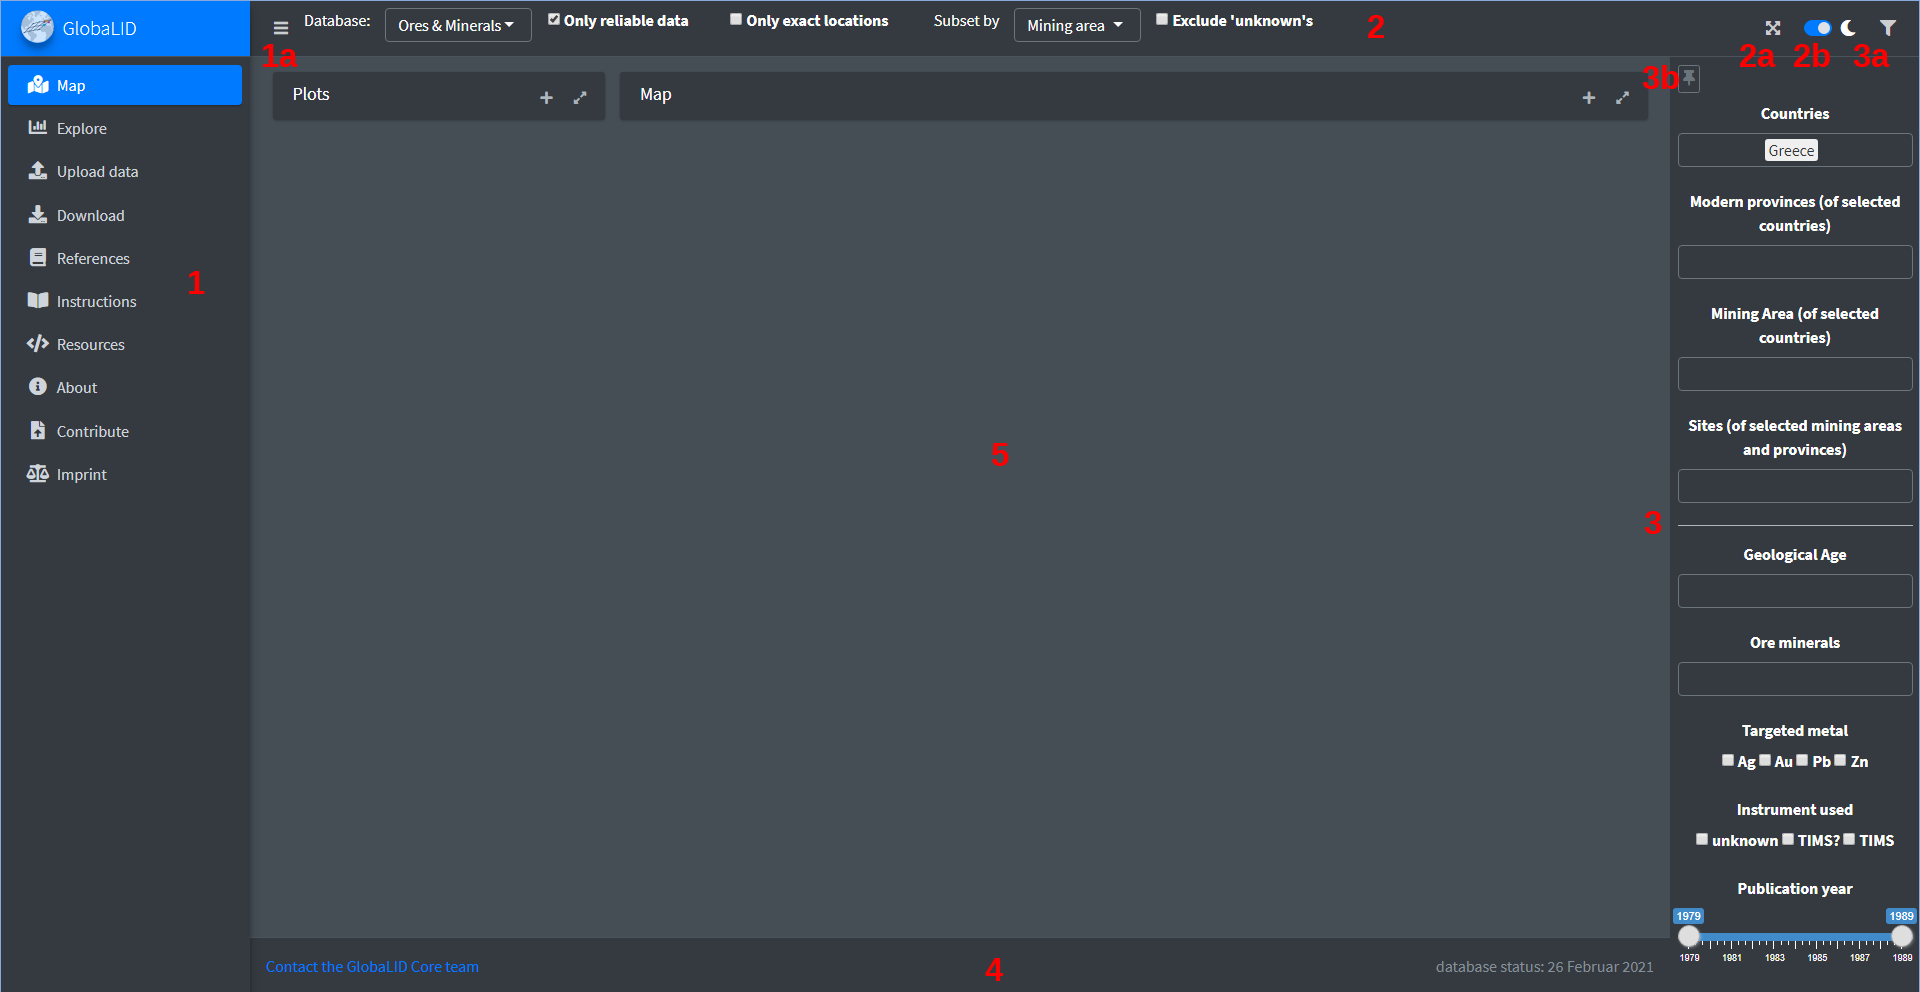 GlobaLID
Database:
Ores & Minerals
Only reliable data
Only exact locations
Subset by
Mining area
Exclude 'unknown's
2
1a
2a
2b
3a
Map
Explore
Upload data
Download
References
1
Instructions
Resources
About
Contribute
Imprint
Plots
Map
5
3b
Countries
Greece
Modern provinces (of selected
countries)
Mining Area (of selected
countries)
Sites (of selected mining areas
and provinces)
3
Geological Age
Ore minerals
Targeted metal
Ag Au Pb Zn
Instrument used
unknown TIMS? TIMS
Publication year
1979 1989
1979 1981 1983 1985 1987 1989
Contact the GlobaLID Core team
4
database status: 26 Februar 2021